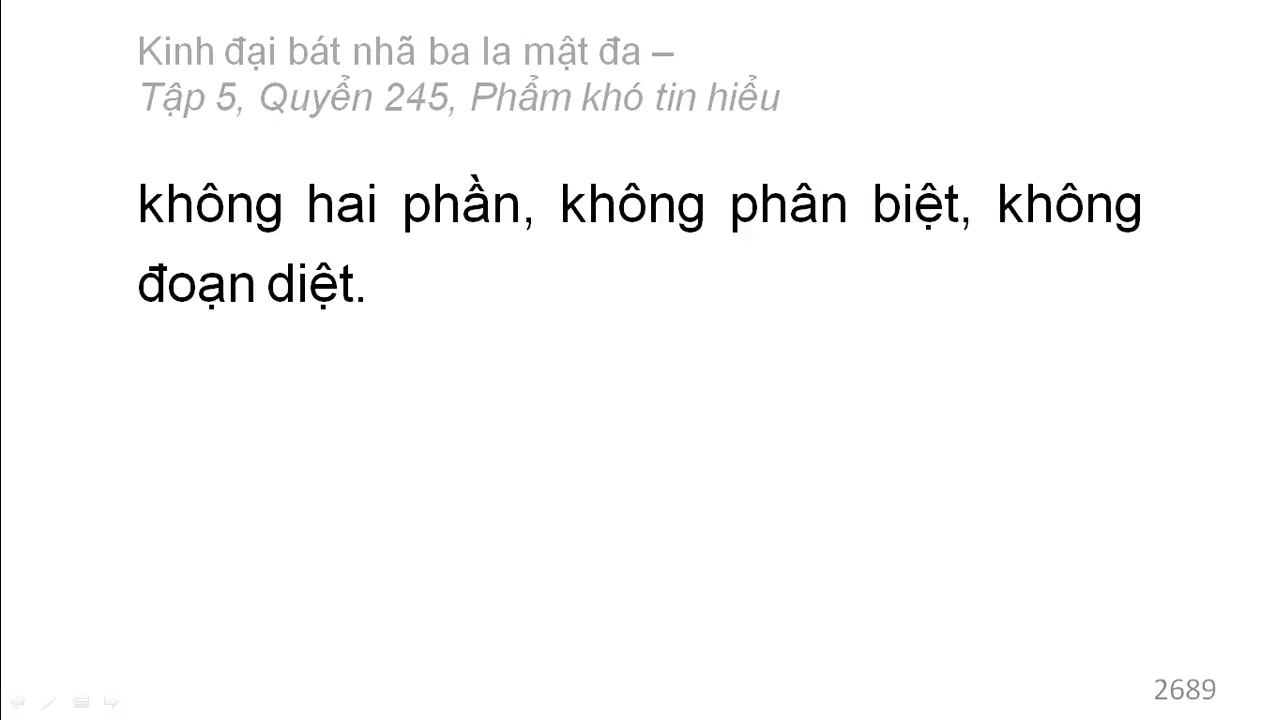 Kinh đại bát nhã ba la mật đa –
Tập 5, Quyển 245, Phẩm khó tin hiểu
không hai phần, không phân biệt, không
đoạn diệt.
2689